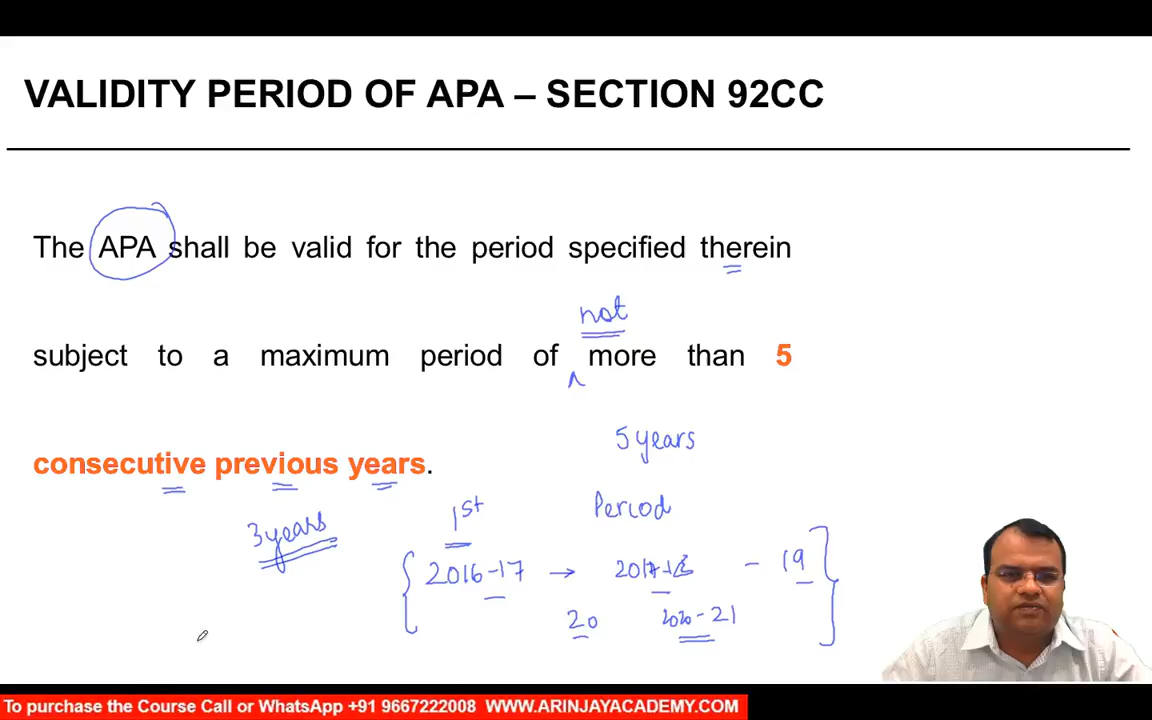 VALIDITY PERIOD OF APA – SECTION 92CC
The APA shall be valid for the period specified therein
not
subject to a maximum period of more than 5
5 years
consecutive previous years.
3 years
1st
Period
2016-17 → 2017-18 - 19
20 2020-21
To purchase the Course Call or WhatsApp +91 9667222008 WWW.ARINJAYACADEMY.COM